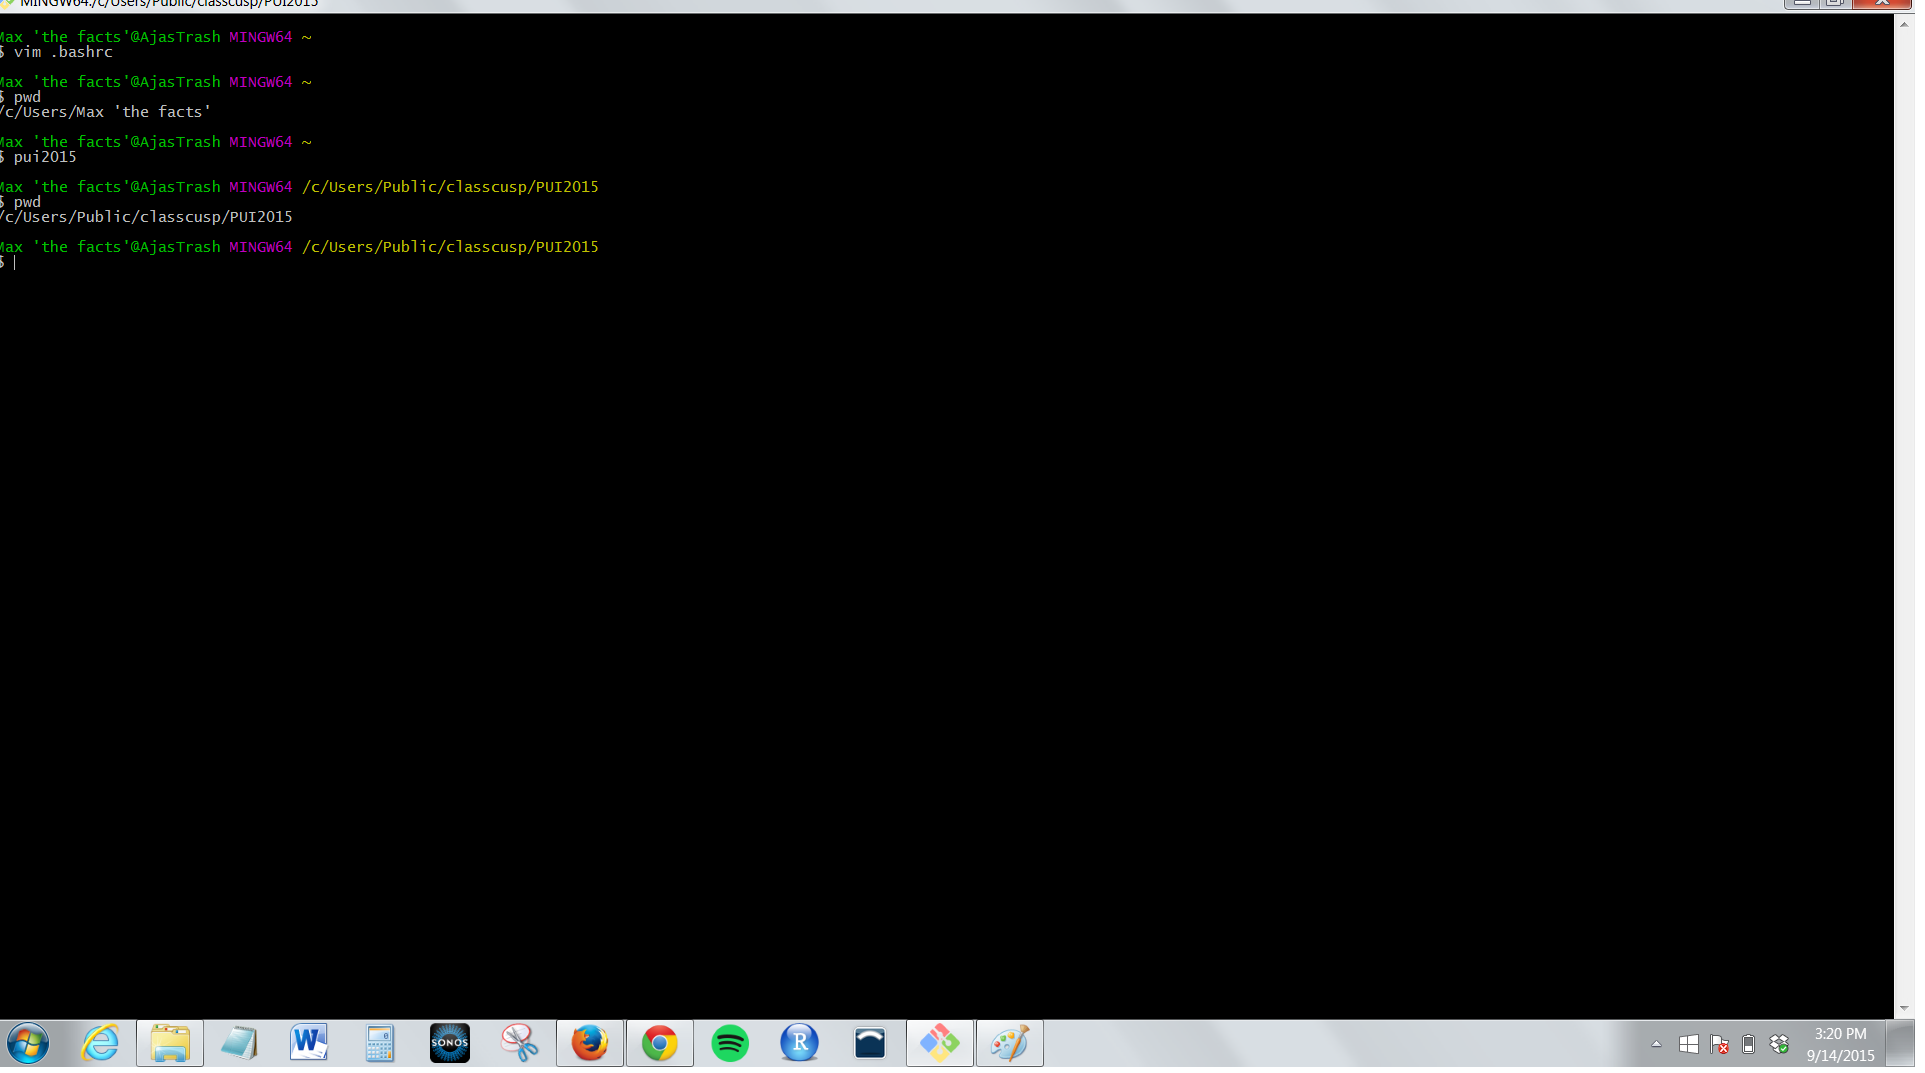 MINGW64:/c/Users/Public/classcusp/PUI2015
Max 'the facts'@AjasTrash MINGW64 ~
$ vim .bashrc
Max 'the facts'@AjasTrash MINGW64 ~
$ pwd
/c/Users/Max 'the facts'
Max 'the facts'@AjasTrash MINGW64 ~
$ pui2015
Max 'the facts'@AjasTrash MINGW64 /c/Users/Public/classcusp/PUI2015
$ pwd
/c/Users/Public/classcusp/PUI2015
Max 'the facts'@AjasTrash MINGW64 /c/Users/Public/classcusp/PUI2015
$
SONOS
R
3:20 PM
9/14/2015